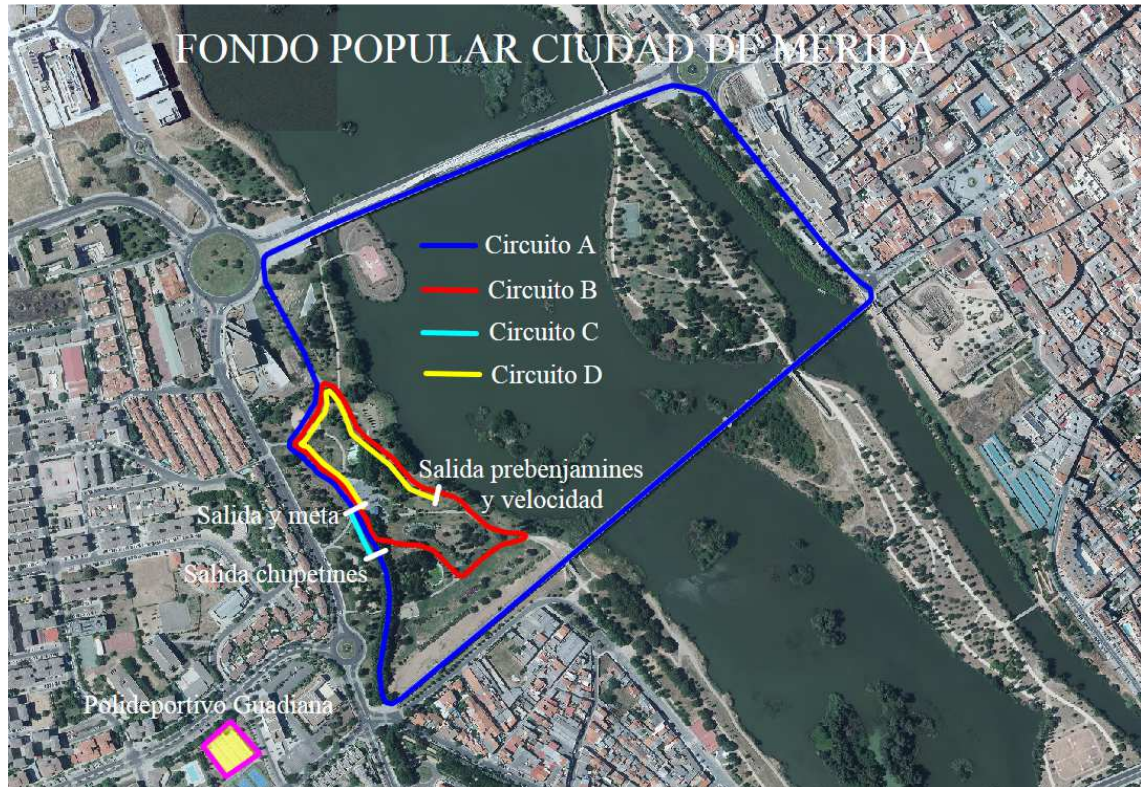 FONDO POPULAR CIUDAD DE MERIDA
Circuito A
Circuito B
Circuito C
Circuito D
Salida prebenjamines
y velocidad
Salida y meta
Salida chupetines
Polideportivo Guadiana